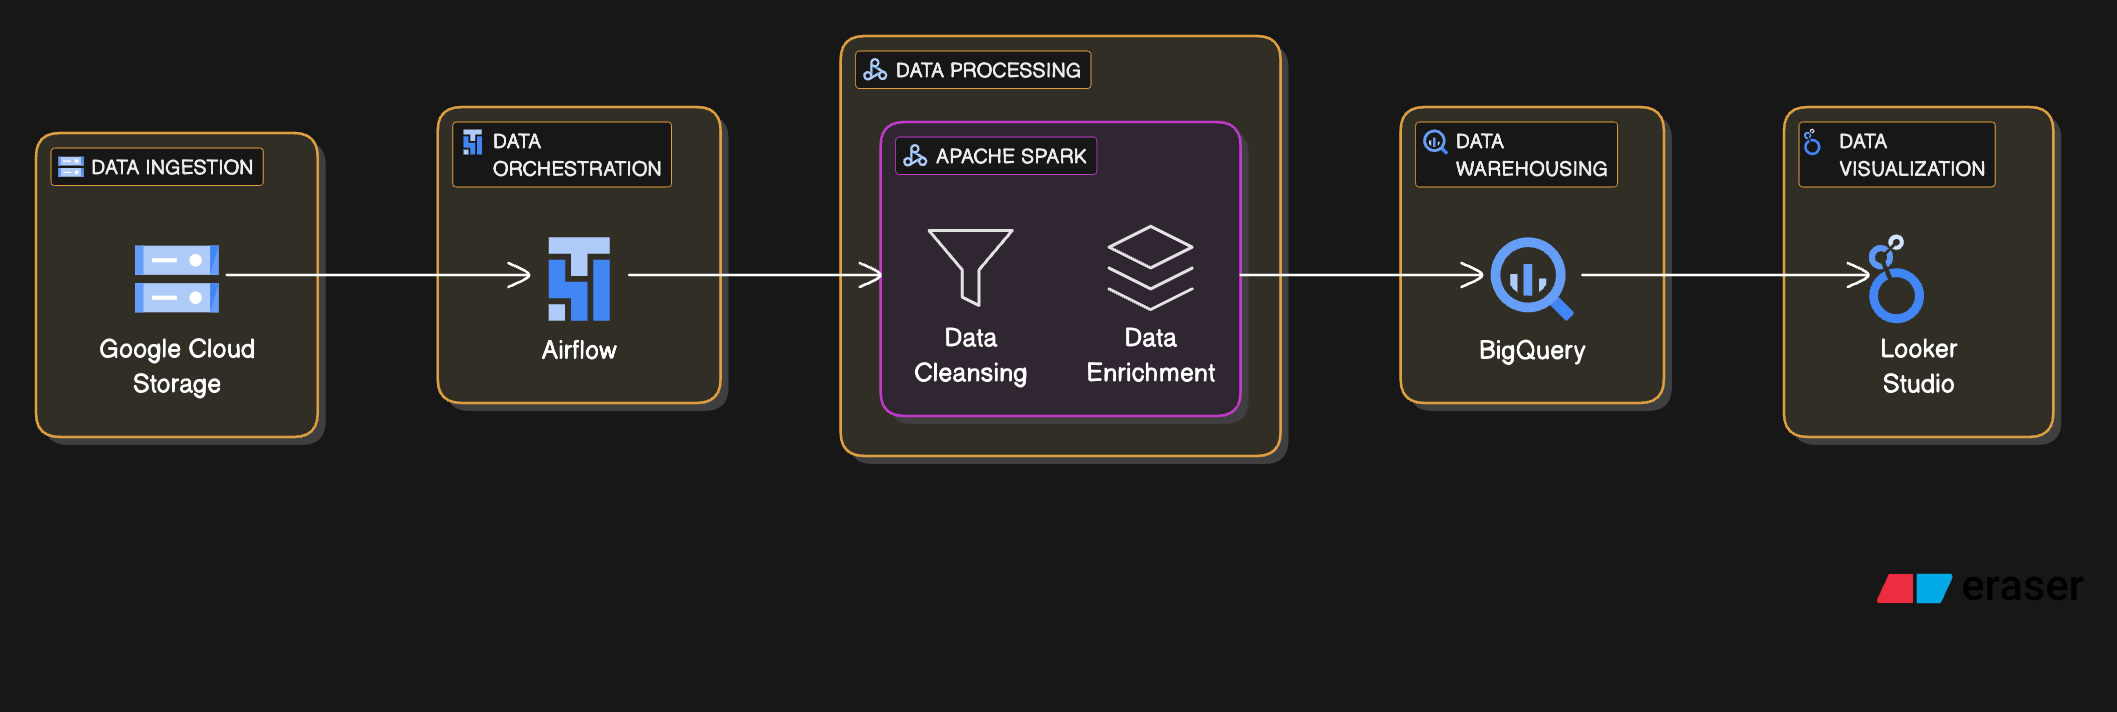 DATA INGESTION
Google Cloud
Storage
DATA
ORCHESTRATION
Airflow
DATA PROCESSING
APACHE SPARK
Data
Cleansing
Data
Enrichment
DATA
WAREHOUSING
BigQuery
DATA
VISUALIZATION
Looker
Studio
eraser